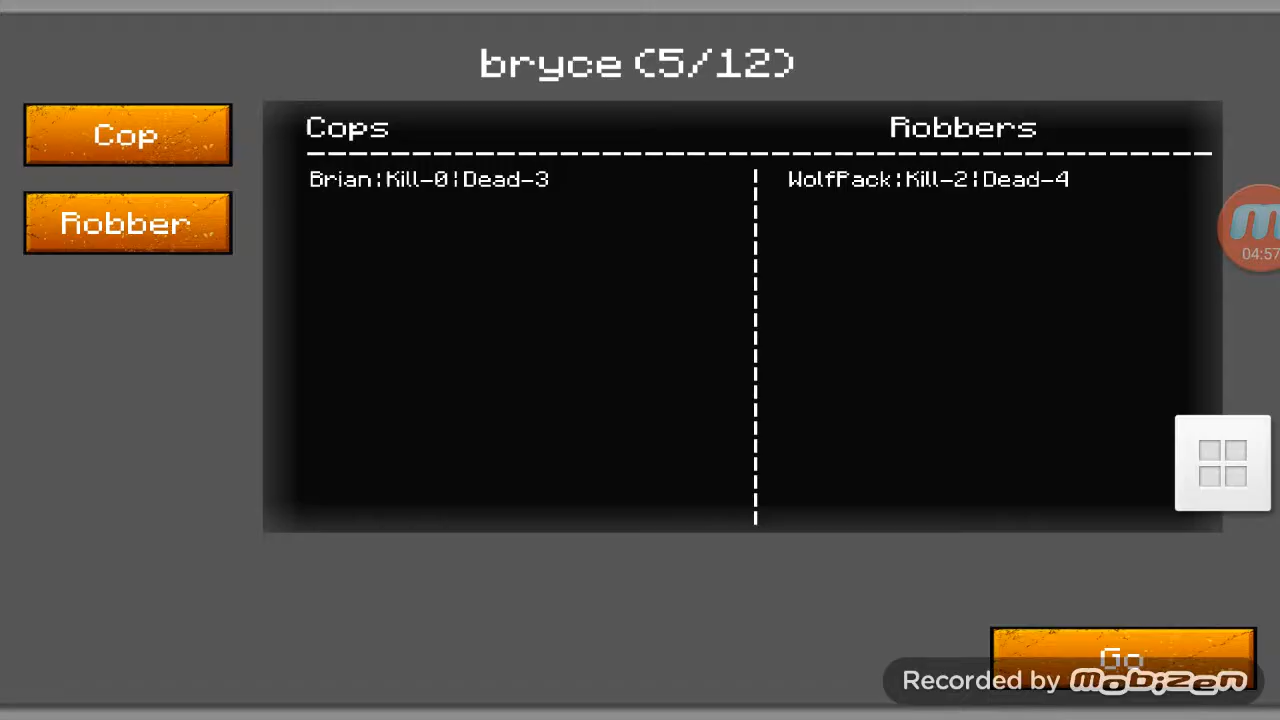 bryce (5/12)
Cop
Robber
Cops
Robbers
Brian:Kill-0|Dead-3
WolfPack:Kill-2|Dead-4
04:57
Go
Recorded by mobizen